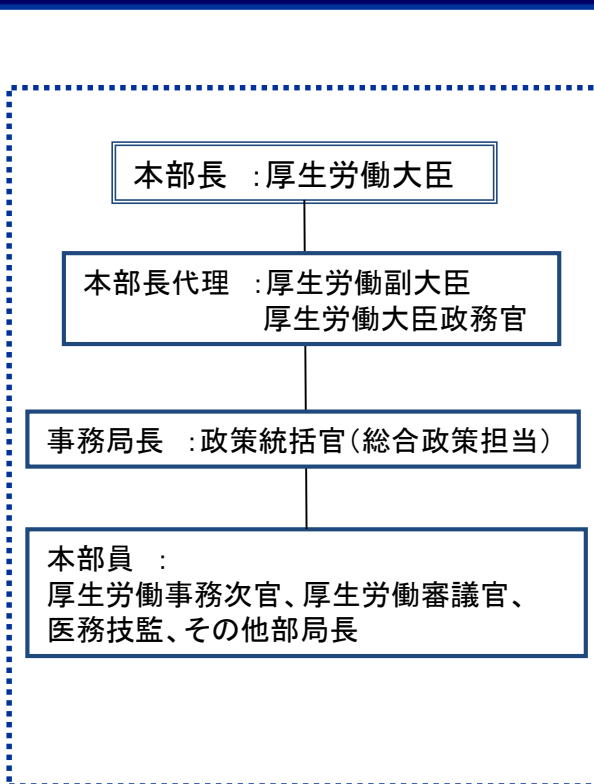 本部長　：厚生労働大臣
本部長代理　：厚生労働副大臣
厚生労働大臣政務官
事務局長　：政策統括官（総合政策担当）
本部員　：
厚生労働事務次官、厚生労働審議官、
医務技監、その他部局長